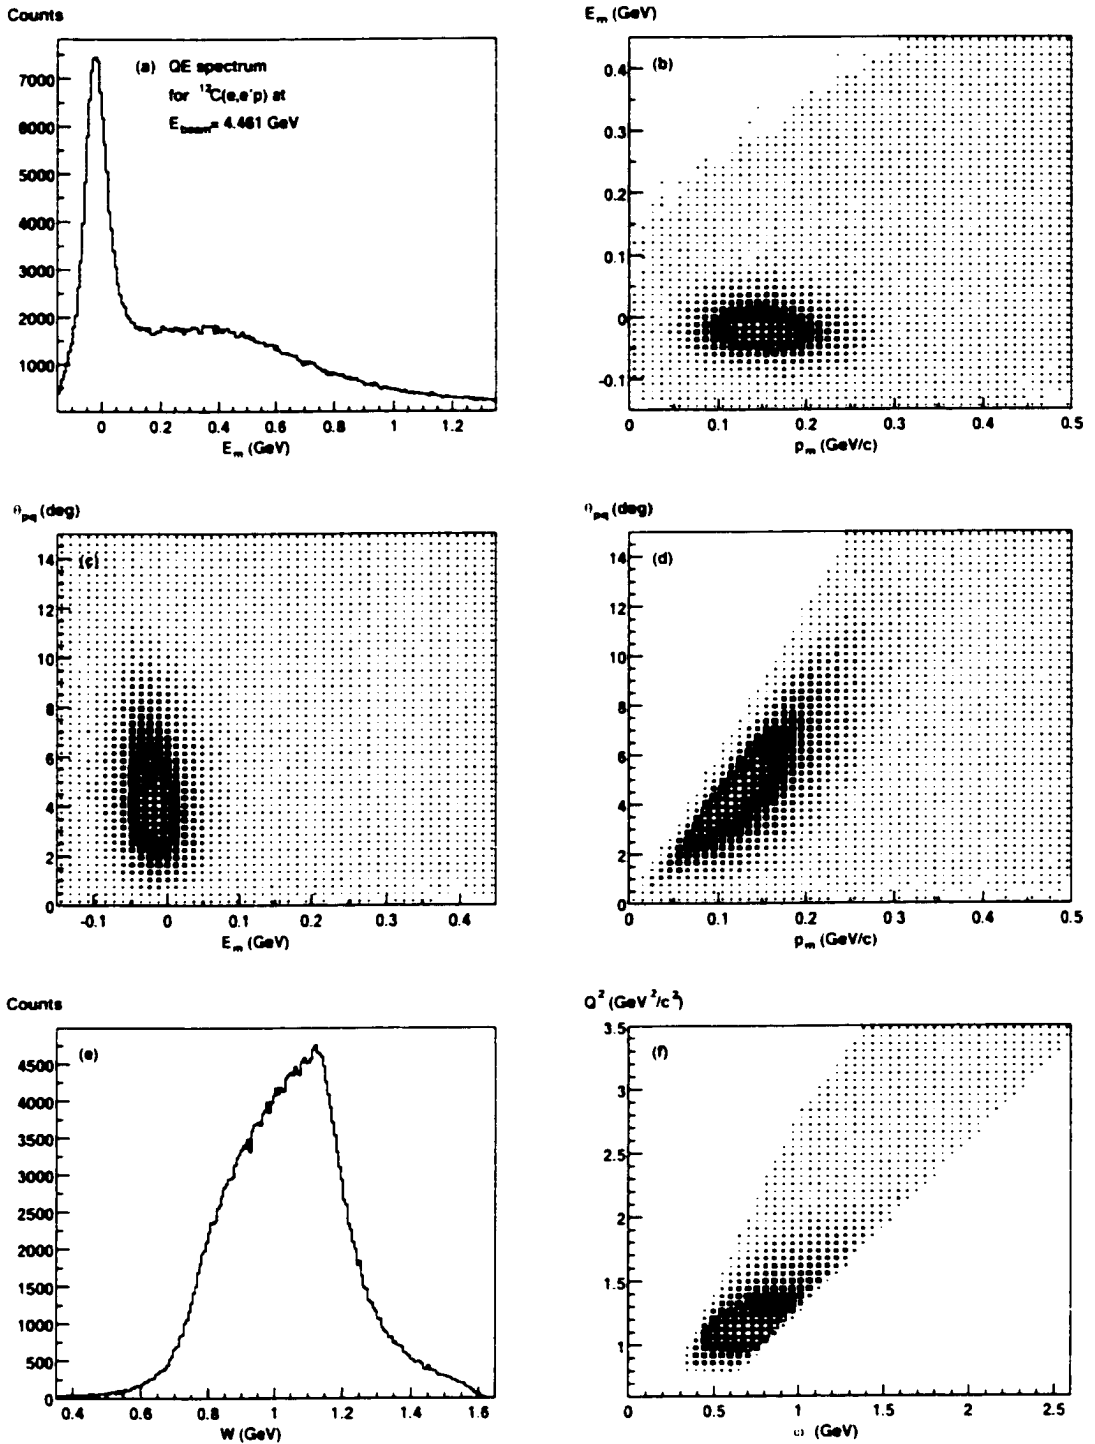 Counts
(a) QE spectrum
for ¹²C(e,e'p) at
E_beam= 4.461 GeV
7000
6000
5000
4000
3000
2000
1000
0 0.2 0.4 0.6 0.8 1 1.2
E_m (GeV)
E_m (GeV)
(b)
0.4
0.3
0.2
0.1
0
-0.1
0 0.1 0.2 0.3 0.4 0.5
p_m (GeV/c)
θ_pq (deg)
(c)
14
12
10
8
6
4
2
0
-0.1 0 0.1 0.2 0.3 0.4
E_m (GeV)
θ_pq (deg)
(d)
14
12
10
8
6
4
2
0
0 0.1 0.2 0.3 0.4 0.5
p_m (GeV/c)
Counts
(e)
4500
4000
3500
3000
2500
2000
1500
1000
500
0
0.4 0.6 0.8 1 1.2 1.4 1.6
W (GeV)
Q² (GeV²/c²)
(f)
3.5
3
2.5
2
1.5
1
0 0.5 1 1.5 2 2.5
ω (GeV)